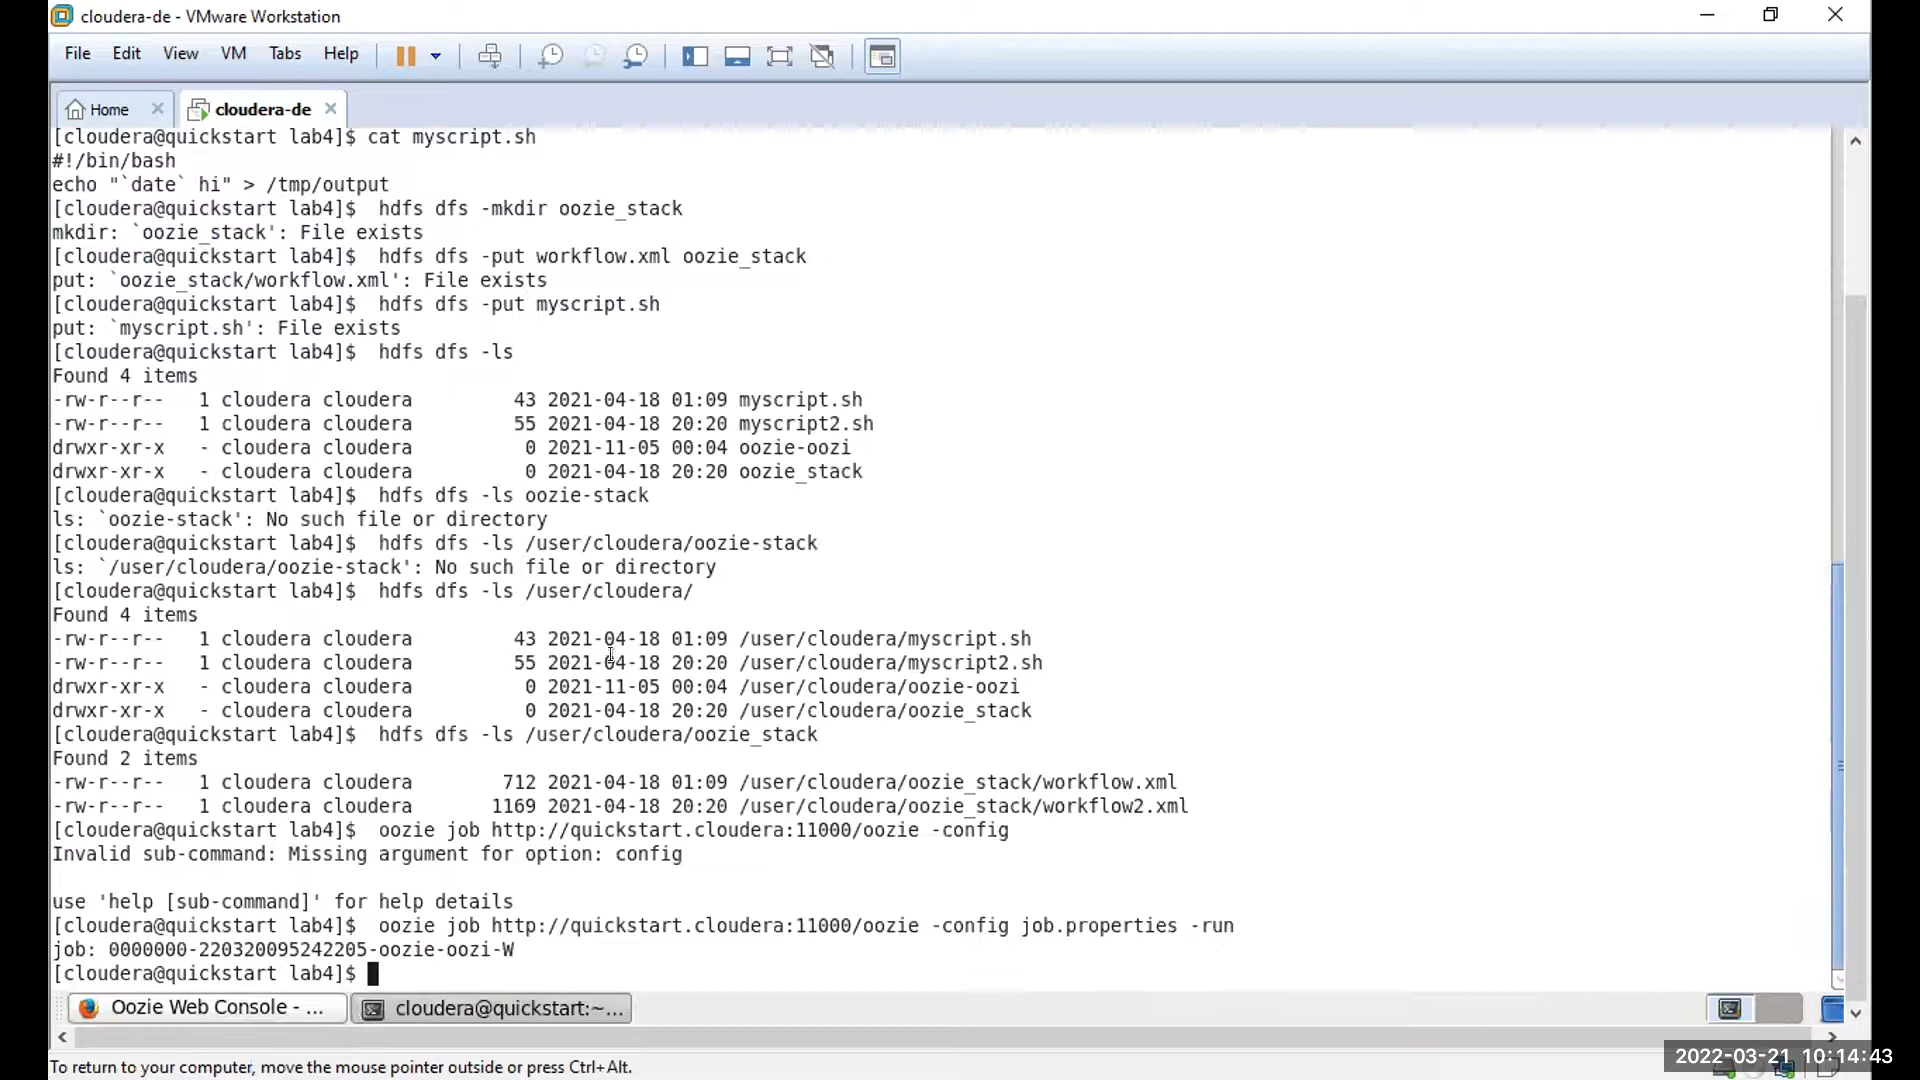 cloudera-de - VMware Workstation
File Edit View VM Tabs Help
Home cloudera-de
[cloudera@quickstart lab4]$ cat myscript.sh
#!/bin/bash
echo "`date` hi" > /tmp/output
[cloudera@quickstart lab4]$  hdfs dfs -mkdir oozie_stack
mkdir: `oozie_stack': File exists
[cloudera@quickstart lab4]$  hdfs dfs -put workflow.xml oozie_stack
put: `oozie_stack/workflow.xml': File exists
[cloudera@quickstart lab4]$  hdfs dfs -put myscript.sh
put: `myscript.sh': File exists
[cloudera@quickstart lab4]$  hdfs dfs -ls
Found 4 items
-rw-r--r--   1 cloudera cloudera         43 2021-04-18 01:09 myscript.sh
-rw-r--r--   1 cloudera cloudera         55 2021-04-18 20:20 myscript2.sh
drwxr-xr-x   - cloudera cloudera          0 2021-11-05 00:04 oozie-oozi
drwxr-xr-x   - cloudera cloudera          0 2021-04-18 20:20 oozie_stack
[cloudera@quickstart lab4]$  hdfs dfs -ls oozie-stack
ls: `oozie-stack': No such file or directory
[cloudera@quickstart lab4]$  hdfs dfs -ls /user/cloudera/oozie-stack
ls: `/user/cloudera/oozie-stack': No such file or directory
[cloudera@quickstart lab4]$  hdfs dfs -ls /user/cloudera/
Found 4 items
-rw-r--r--   1 cloudera cloudera         43 2021-04-18 01:09 /user/cloudera/myscript.sh
-rw-r--r--   1 cloudera cloudera         55 2021-04-18 20:20 /user/cloudera/myscript2.sh
drwxr-xr-x   - cloudera cloudera          0 2021-11-05 00:04 /user/cloudera/oozie-oozi
drwxr-xr-x   - cloudera cloudera          0 2021-04-18 20:20 /user/cloudera/oozie_stack
[cloudera@quickstart lab4]$  hdfs dfs -ls /user/cloudera/oozie_stack
Found 2 items
-rw-r--r--   1 cloudera cloudera        712 2021-04-18 01:09 /user/cloudera/oozie_stack/workflow.xml
-rw-r--r--   1 cloudera cloudera       1169 2021-04-18 20:20 /user/cloudera/oozie_stack/workflow2.xml
[cloudera@quickstart lab4]$  oozie job http://quickstart.cloudera:11000/oozie -config
Invalid sub-command: Missing argument for option: config
use 'help [sub-command]' for help details
[cloudera@quickstart lab4]$  oozie job http://quickstart.cloudera:11000/oozie -config job.properties -run
job: 0000000-220320095242205-oozie-oozi-W
[cloudera@quickstart lab4]$
Oozie Web Console - ... cloudera@quickstart:~...
To return to your computer, move the mouse pointer outside or press Ctrl+Alt.
2022-03-21 10:14:43